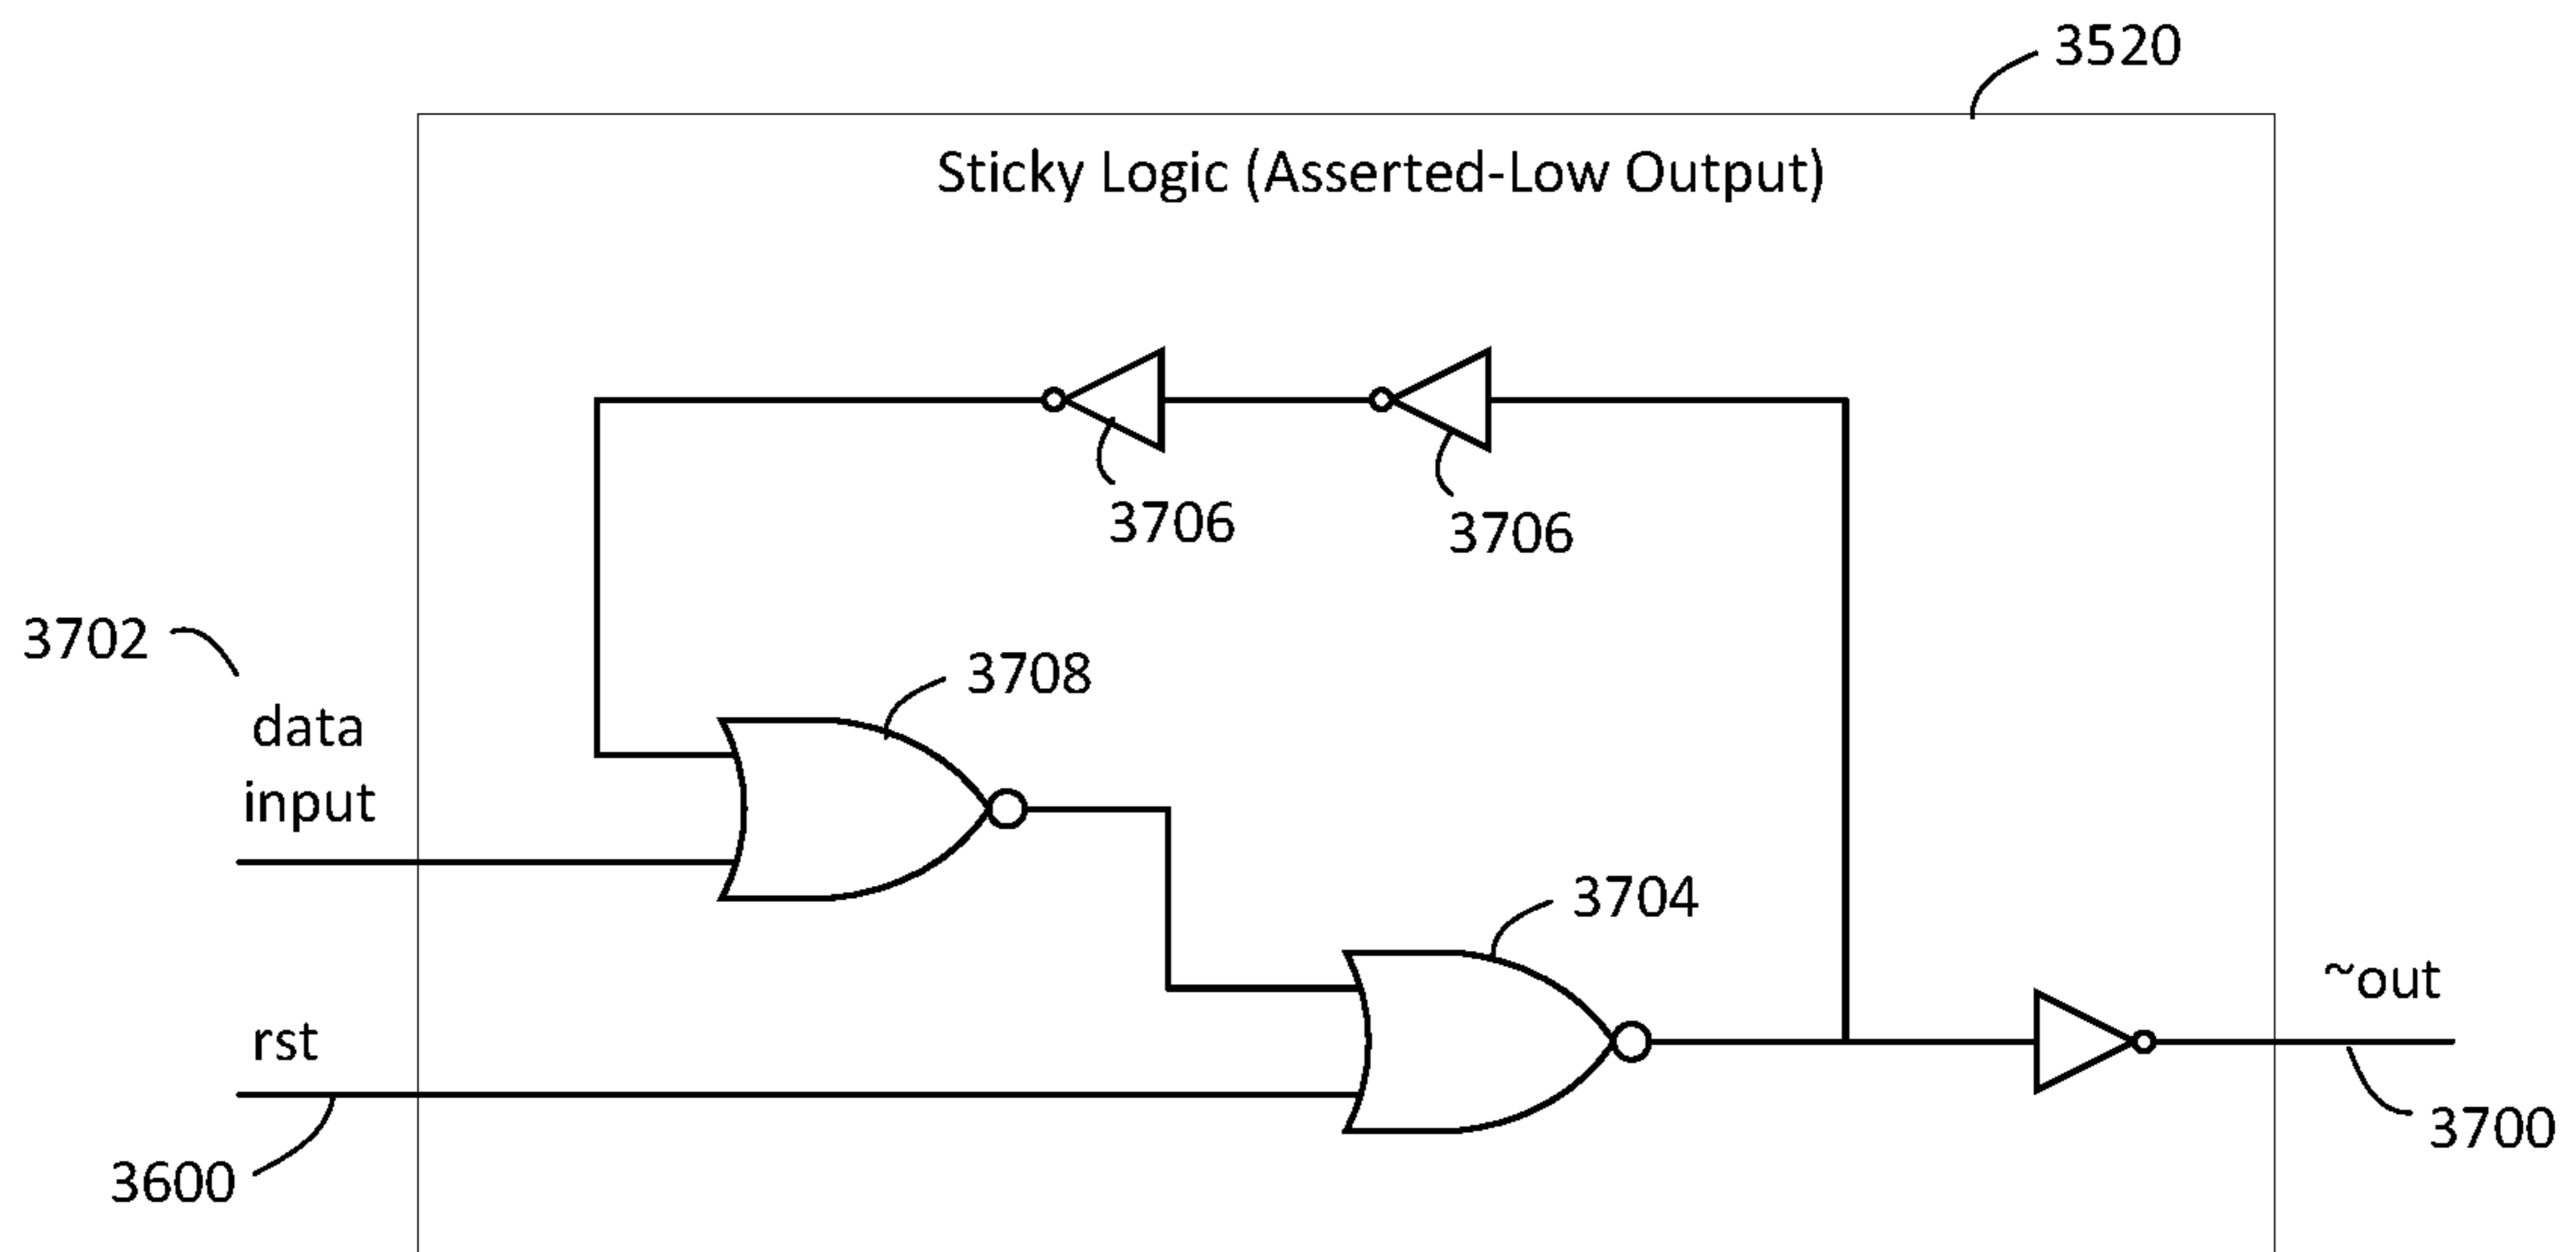 3520
Sticky Logic (Asserted-Low Output)
3706
3706
3702
3708
data
input
3704
~out
rst
3700
3600